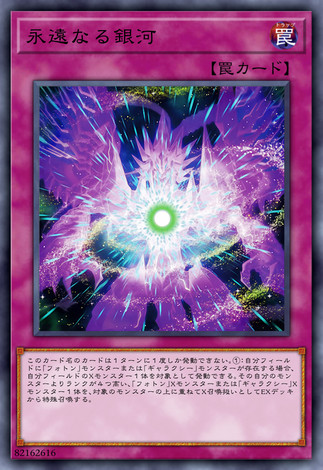 永遠なる銀河
トラップ
罠
【罠カード】
このカード名のカードは1ターンに1度しか発動できない。①:自分フィール
ドに「フォトン」モンスターまたは「ギャラクシー」モンスターが存在する場合、
自分フィールドのXモンスター1体を対象として発動できる。その自分のモン
スターよりランクが4つ高い、「フォトン」Xモンスターまたは「ギャラクシー」X
モンスター1体を、対象のモンスターの上に重ねてX召喚扱いとしてEXデッキ
から特殊召喚する。
82162616